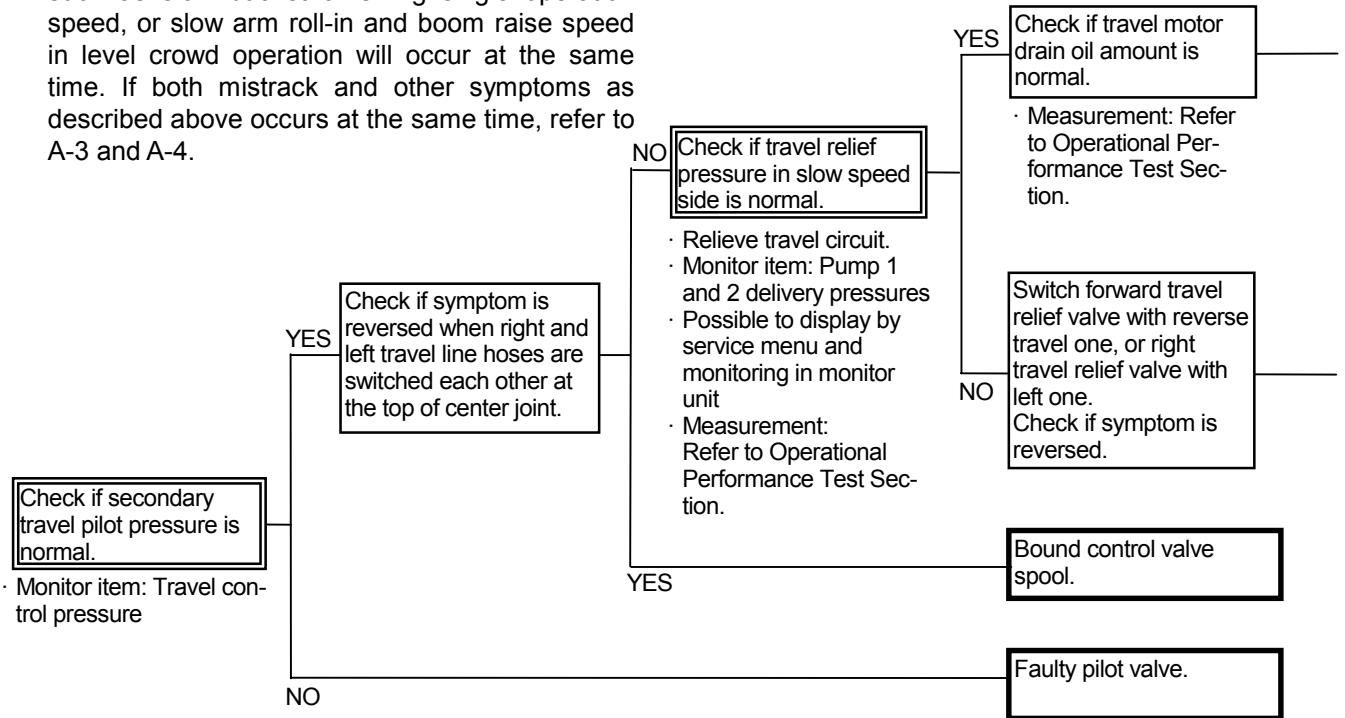 speed, or slow arm roll-in and boom raise speed
in level crowd operation will occur at the same
time. If both mistrack and other symptoms as
described above occurs at the same time, refer to
A-3 and A-4.
Check if secondary
travel pilot pressure is
normal.
· Monitor item: Travel con-
trol pressure
YES
NO
Check if symptom is
reversed when right and
left travel line hoses are
switched each other at
the top of center joint.
NO
YES
Check if travel relief
pressure in slow speed
side is normal.
· Relieve travel circuit.
· Monitor item: Pump 1
and 2 delivery pressures
· Possible to display by
service menu and
monitoring in monitor
unit
· Measurement:
Refer to Operational
Performance Test Sec-
tion.
YES
NO
Check if travel motor
drain oil amount is
normal.
· Measurement: Refer
to Operational Per-
formance Test Sec-
tion.
Switch forward travel
relief valve with reverse
travel one, or right
travel relief valve with
left one.
Check if symptom is
reversed.
Bound control valve
spool.
Faulty pilot valve.